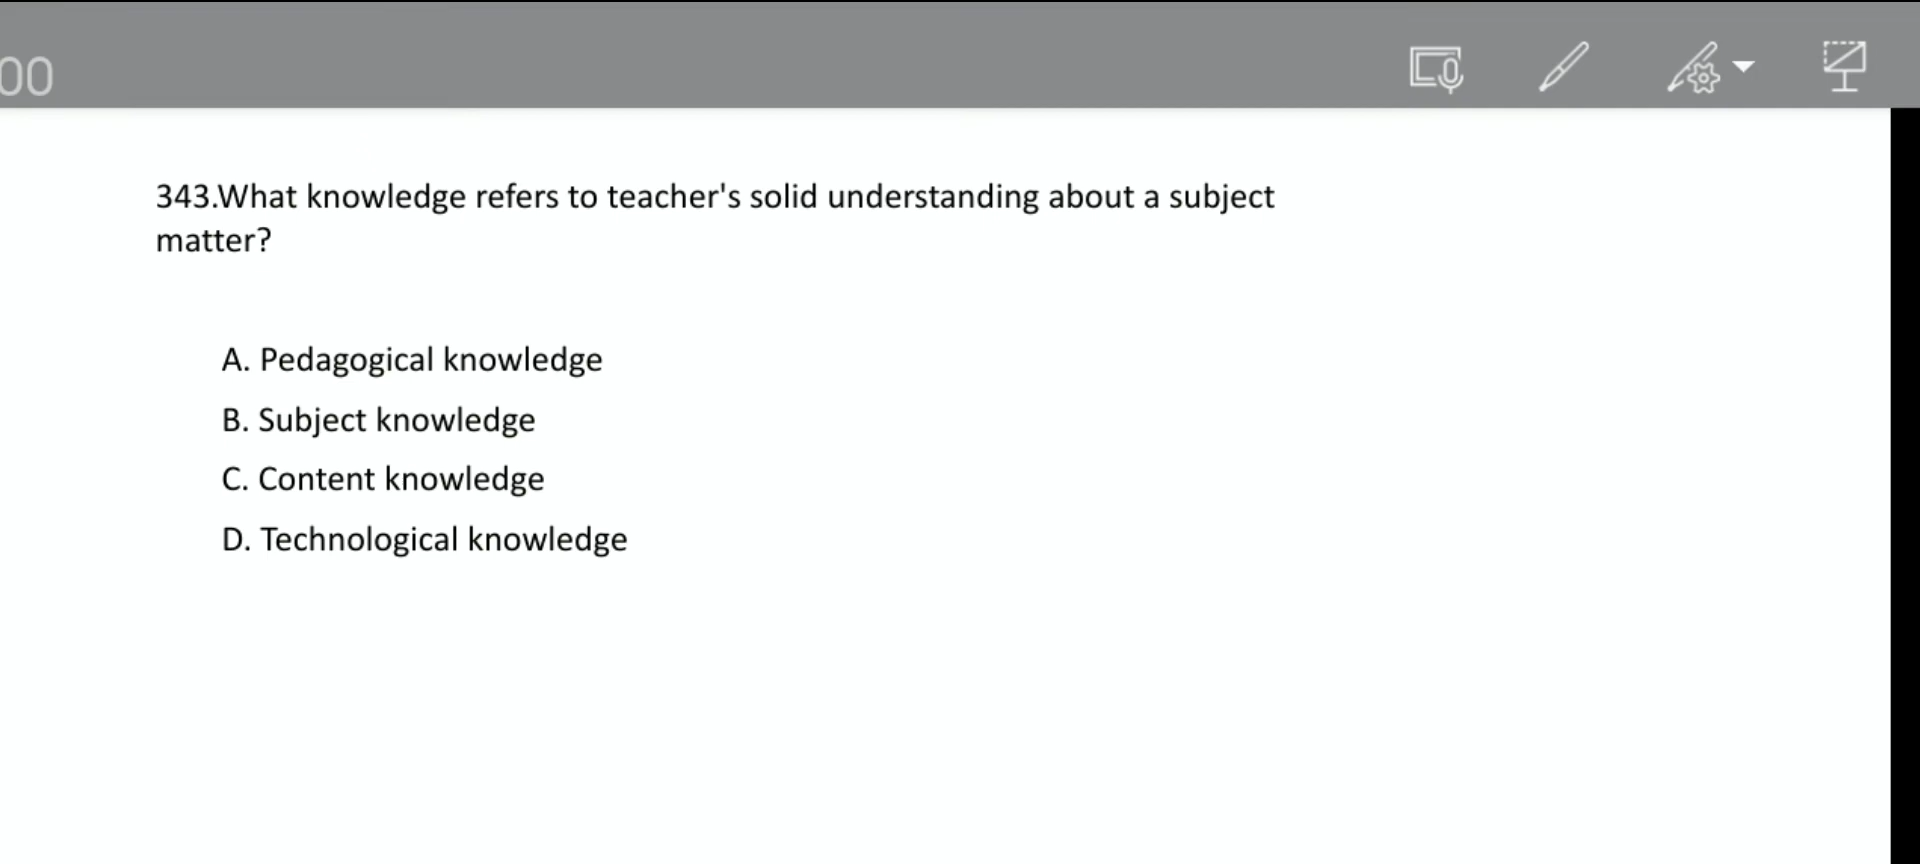 00
343.What knowledge refers to teacher's solid understanding about a subject
matter?
A. Pedagogical knowledge
B. Subject knowledge
C. Content knowledge
D. Technological knowledge